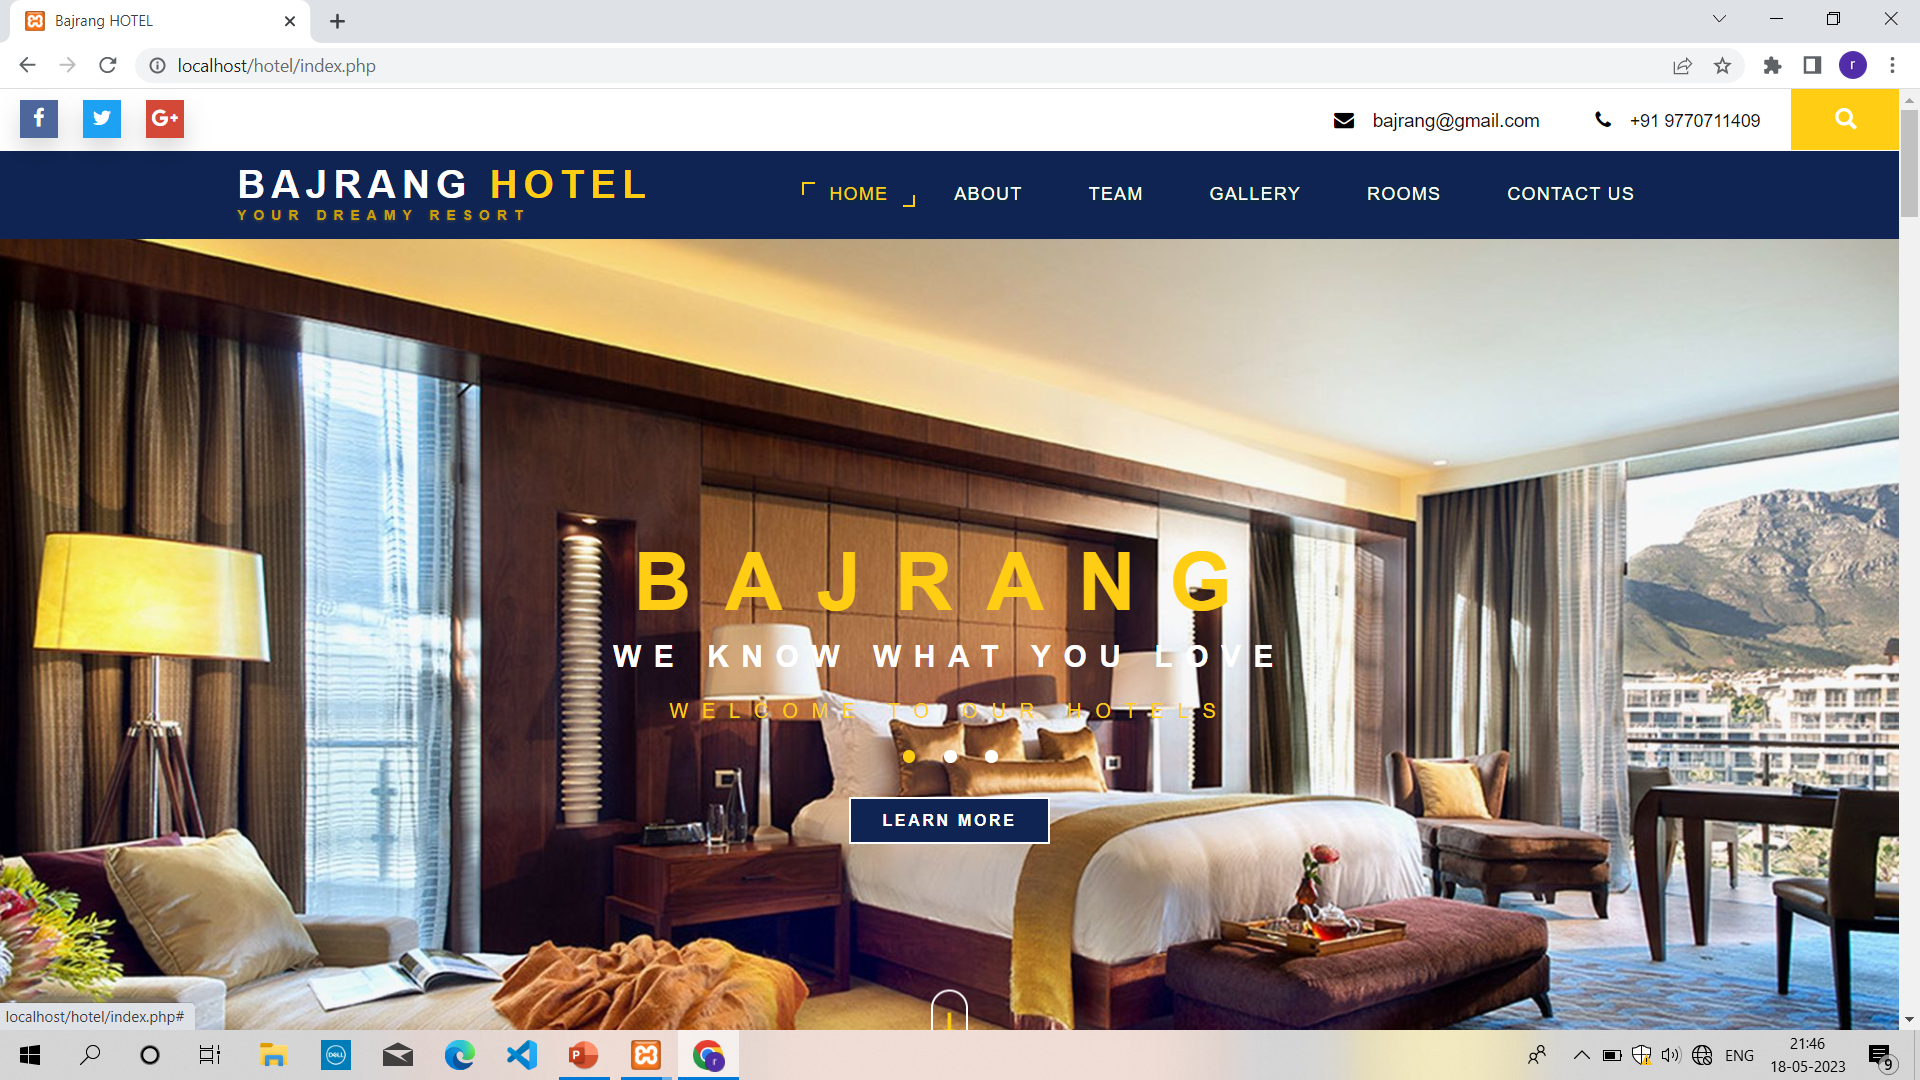 Bajrang HOTEL
localhost/hotel/index.php
r
f
G+
bajrang@gmail.com
+91 9770711409
BAJRANG HOTEL
YOUR DREAMY RESORT
HOME
ABOUT
TEAM
GALLERY
ROOMS
CONTACT US
BAJRANG
WE KNOW WHAT YOU LOVE
WELCOME TO OUR HOTELS
LEARN MORE
localhost/hotel/index.php#
DELL
P
r
ENG
21:46
18-05-2023
9